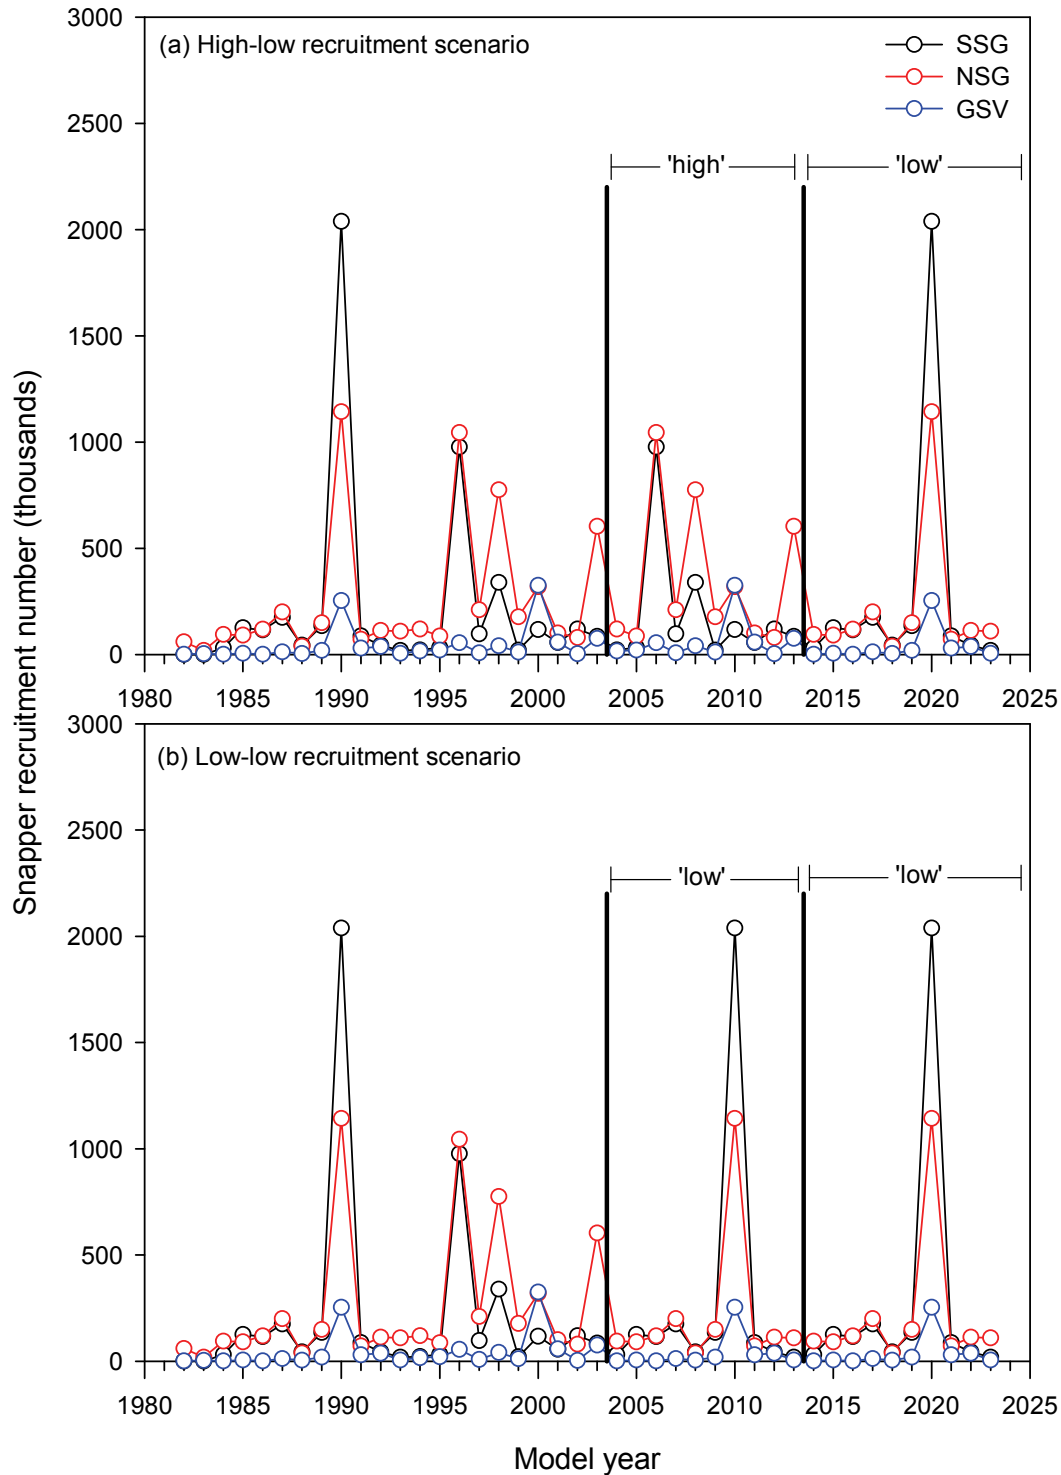 Snapper recruitment number (thousands)
(a) High-low recruitment scenario
SSG
NSG
GSV
'high'
'low'
3000
2500
2000
1500
1000
500
0
1980 1985 1990 1995 2000 2005 2010 2015 2020 2025
(b) Low-low recruitment scenario
'low'
'low'
3000
2500
2000
1500
1000
500
0
1980 1985 1990 1995 2000 2005 2010 2015 2020 2025
Model year